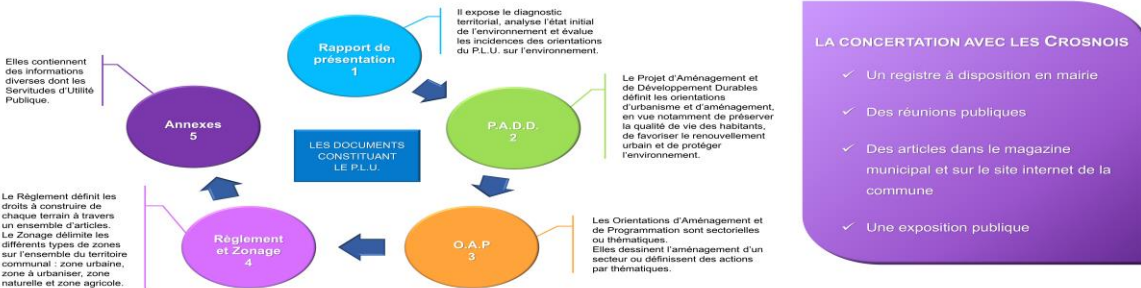 Rapport de
présentation
1
Il expose le diagnostic
territorial, analyse l'état initial
de l'environnement et évalue
les incidences des orientations
du P.L.U. sur l'environnement.
P.A.D.D.
2
Le Projet d'Aménagement et
de Développement Durables
définit les orientations
d'urbanisme et d'aménagement,
en vue notamment de préserver
la qualité de vie des habitants,
de favoriser le renouvellement
urbain et de protéger
l'environnement.
O.A.P
3
Les Orientations d'Aménagement et
de Programmation sont sectorielles
ou thématiques.
Elles dessinent l'aménagement d'un
secteur ou définissent des actions
par thématiques.
Règlement
et Zonage
4
Le Règlement définit les
droits à construire de
chaque terrain à travers
un ensemble d'articles.
Le Zonage délimite les
différents types de zones
sur l'ensemble du territoire
communal : zone urbaine,
zone à urbaniser, zone
naturelle et zone agricole.
Annexes
5
Elles contiennent
des informations
diverses dont les
Servitudes d'Utilité
Publique.
LES DOCUMENTS
CONSTITUANT
LE P.L.U.
LA CONCERTATION AVEC LES CROSNOIS
✓ Un registre à disposition en mairie
✓ Des réunions publiques
✓ Des articles dans le magazine
municipal et sur le site internet de la
commune
✓ Une exposition publique